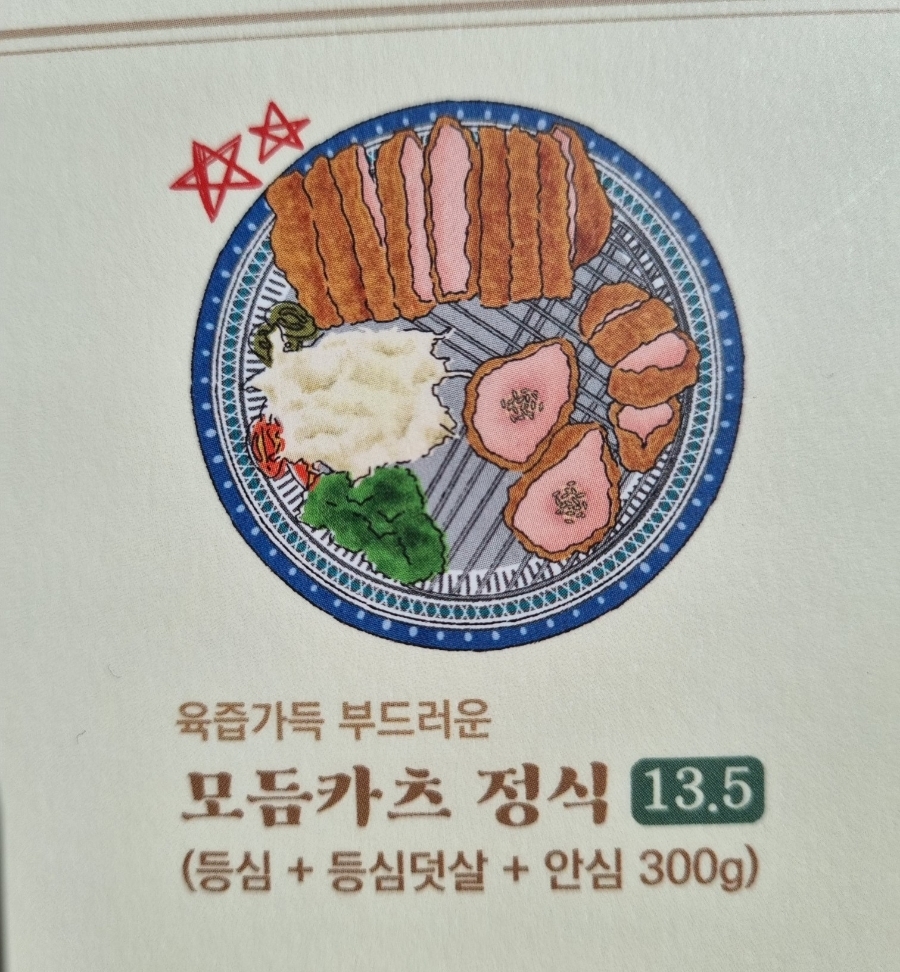 육즙가득 부드러운
모듬카츠 정식 13.5
(등심 + 등심덧살 + 안심 300g)